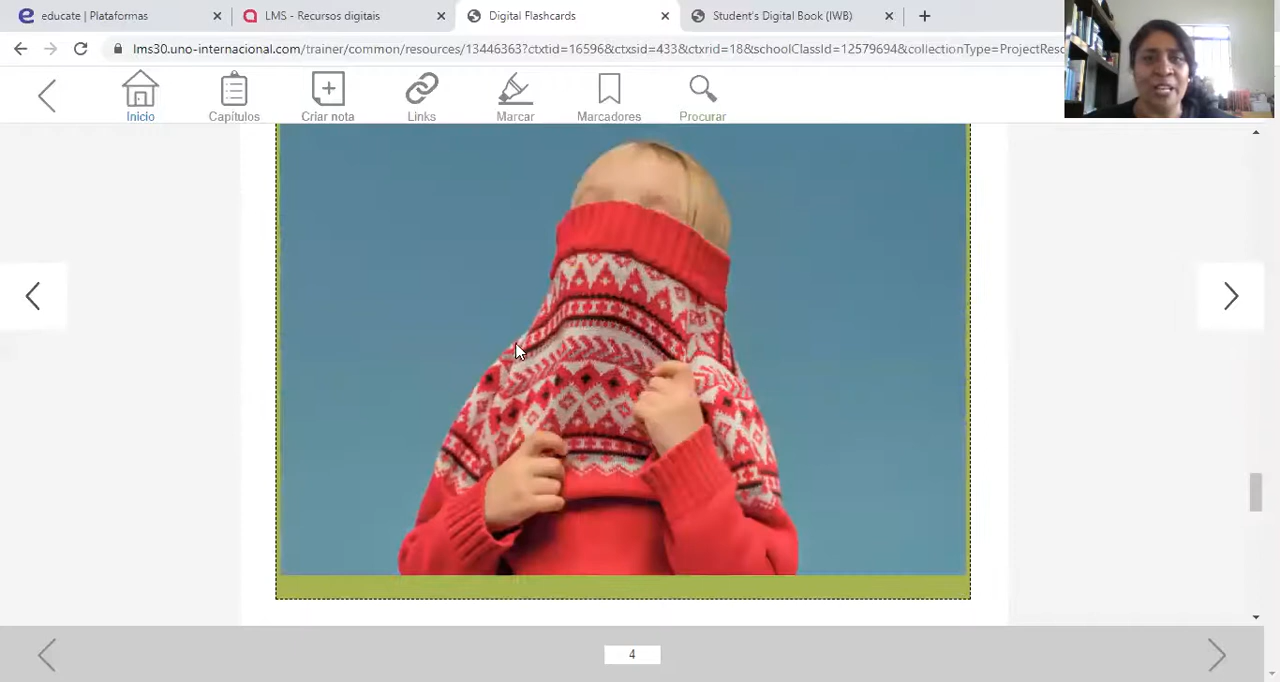 educate | Plataformas
LMS - Recursos digitais
Digital Flashcards
Student's Digital Book (IWB)
lms30.uno-internacional.com/trainer/common/resources/13446363?ctxtid=16596&ctxsid=433&ctxrid=18&schoolClassId=12579694&collectionType=ProjectResc
Inicio
Capítulos
Criar nota
Links
Marcar
Marcadores
Procurar
4